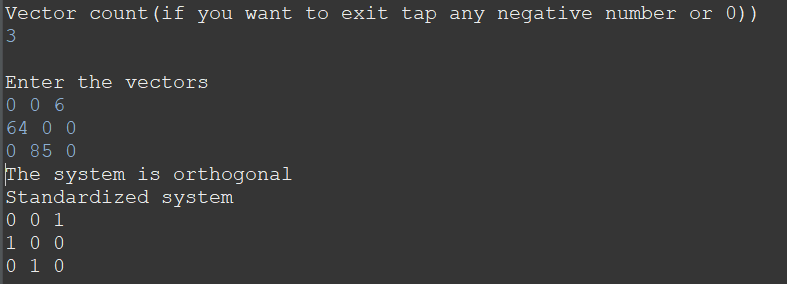 Vector count(if you want to exit tap any negative number or 0))
3
Enter the vectors
0 0 6
64 0 0
0 85 0
The system is orthogonal
Standardized system
0 0 1
1 0 0
0 1 0